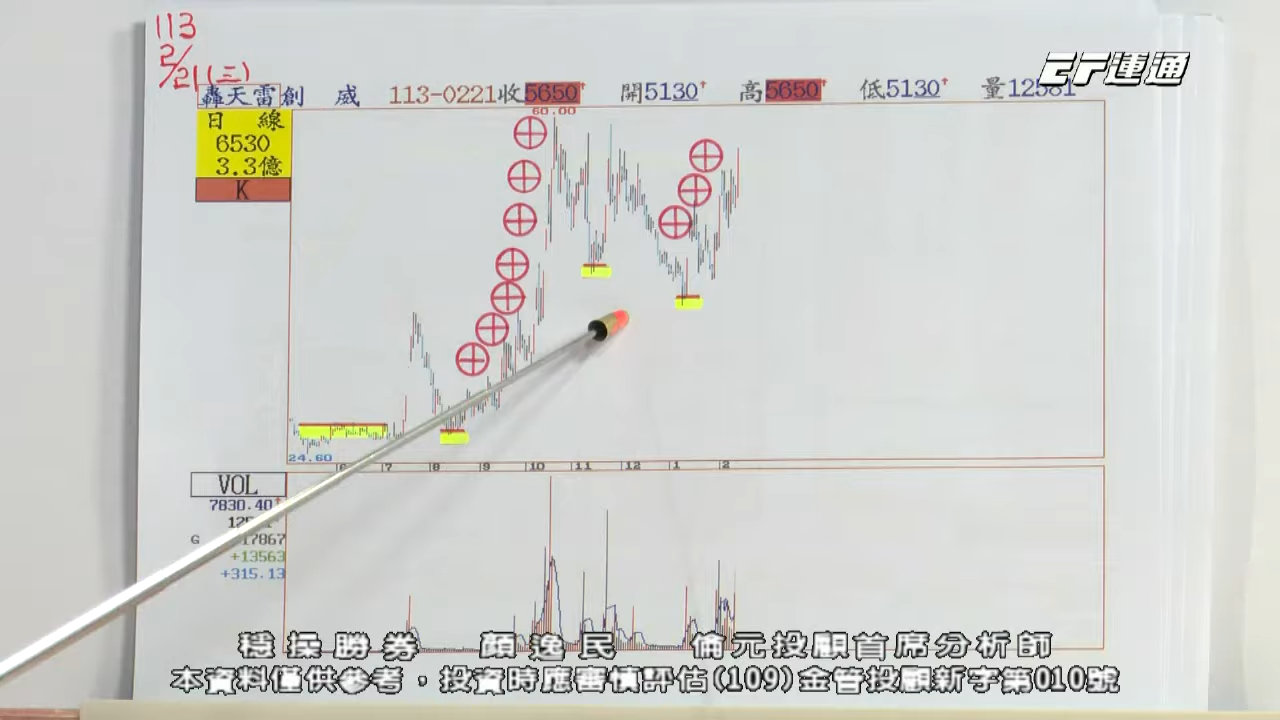 113
2/21(三)
EF運通
轟天雷創 威 113-0221收5650↑ 開5130↑ 高5650↑ 低5130↑ 量12581
日 線
6530
3.3億
K
60.00
24.60
6 7 8 9 10 11 12 1 2
VOL
7830.40↑
G 17867
+13563
+315.13
穩操勝券 顏逸民 倫元投顧首席分析師
本資料僅供參考,投資時應審慎評估(109)金管投顧新字第010號